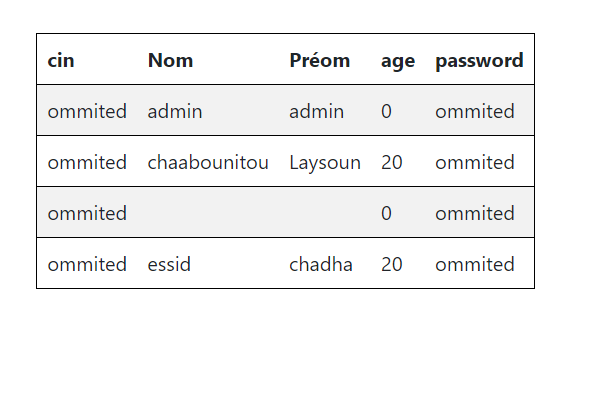 cin Nom Préom age password
ommited admin admin 0 ommited
ommited chaabounitou Laysoun 20 ommited
ommited 0 ommited
ommited essid chadha 20 ommited